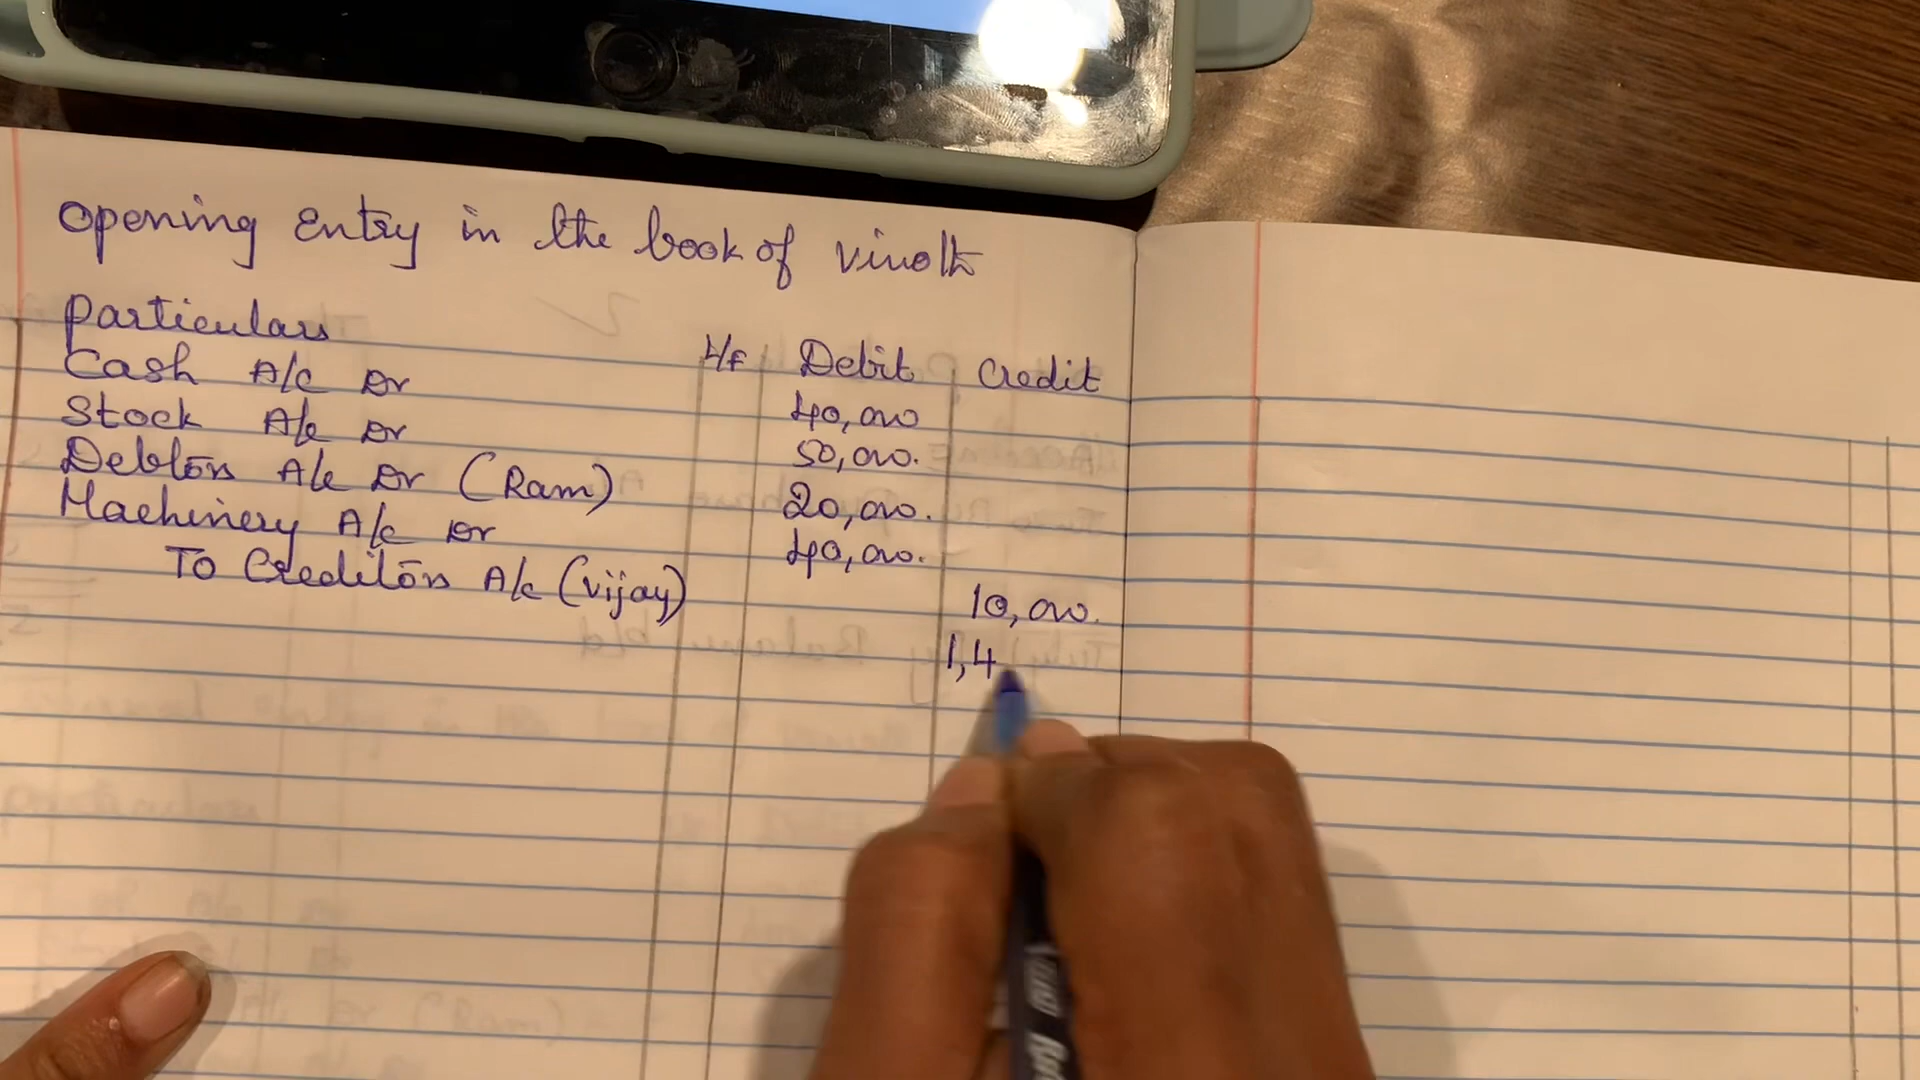 Opening Entry in the book of Vinoth
Particulars L/F Debit Credit
Cash A/c Dr 40,000
Stock A/c Dr 50,000.
Debtors A/c Dr (Ram) 20,000.
Machinery A/c Dr 40,000.
To Creditors A/c (Vijay) 10,000.
1,4